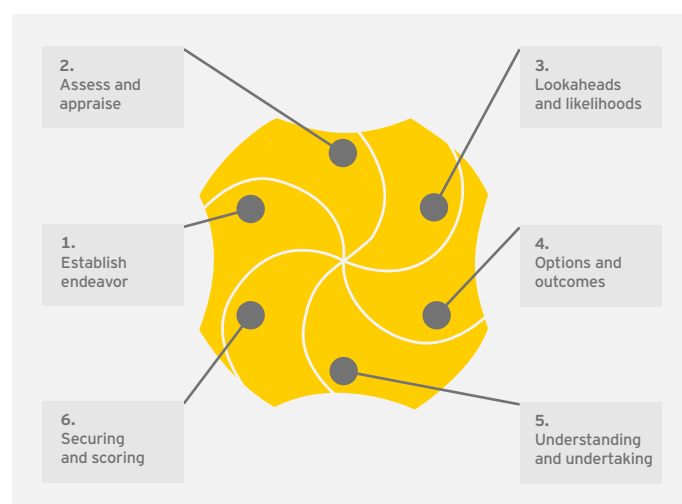 2.
Assess and
appraise
3.
Lookaheads
and likelihoods
1.
Establish
endeavor
4.
Options and
outcomes
6.
Securing
and scoring
5.
Understanding
and undertaking